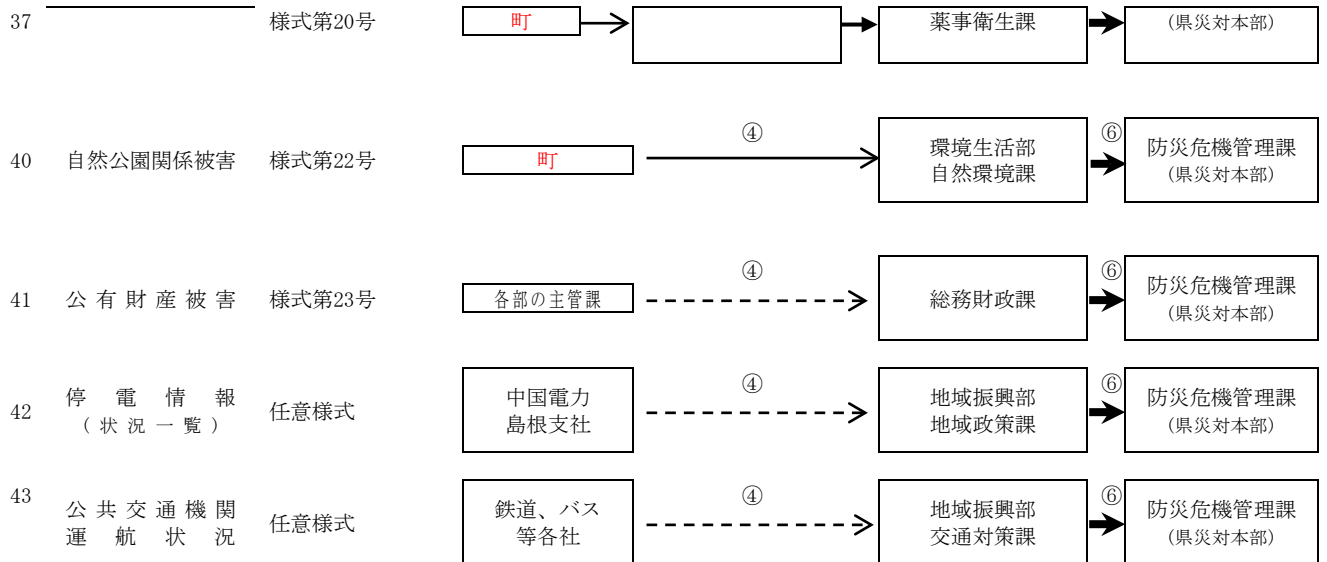 37 様式第20号 町 薬事衛生課 (県災対本部)
④ ⑥
40 自然公園関係被害 様式第22号 町 環境生活部 自然環境課 防災危機管理課 (県災対本部)
④ ⑥
41 公有財産被害 様式第23号 各部の主管課 総務財政課 防災危機管理課 (県災対本部)
④ ⑥
42 停電情報 (状況一覧) 任意様式 中国電力 島根支社 地域振興部 地域政策課 防災危機管理課 (県災対本部)
④ ⑥
43 公共交通機関 運航状況 任意様式 鉄道、バス 等各社 地域振興部 交通対策課 防災危機管理課 (県災対本部)